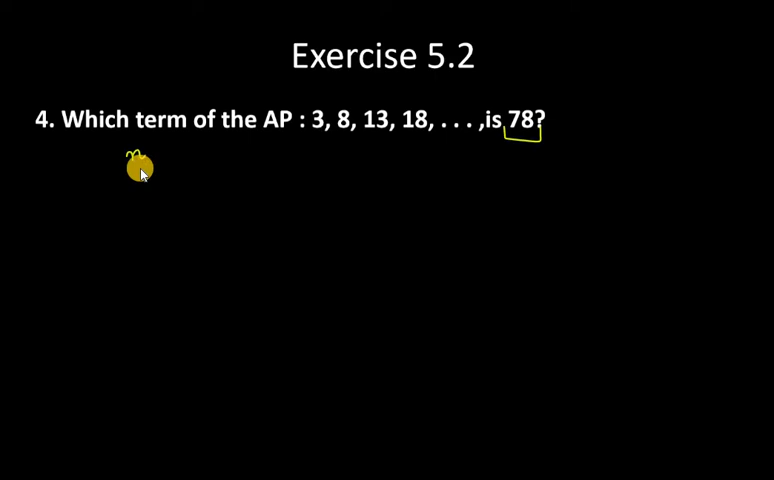 Exercise 5.2
4. Which term of the AP : 3, 8, 13, 18, . . . ,is 78?
n